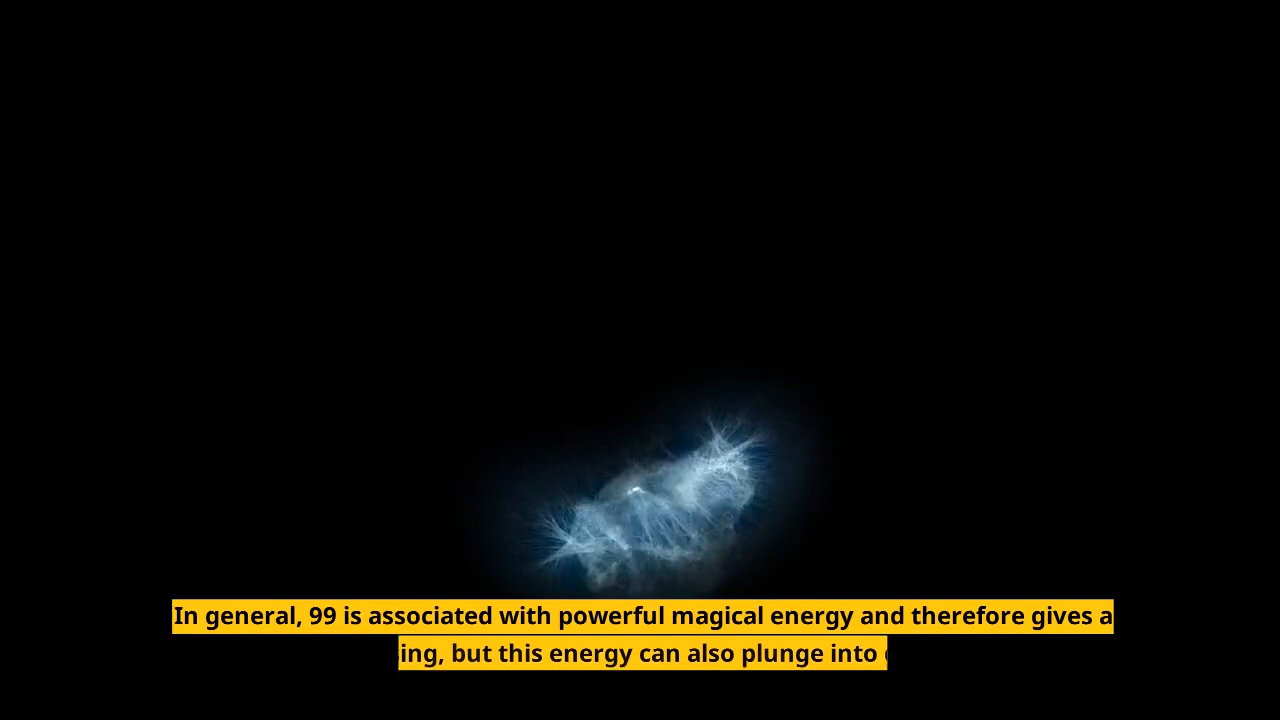 In general, 99 is associated with powerful magical energy and therefore gives a
ing, but this energy can also plunge into